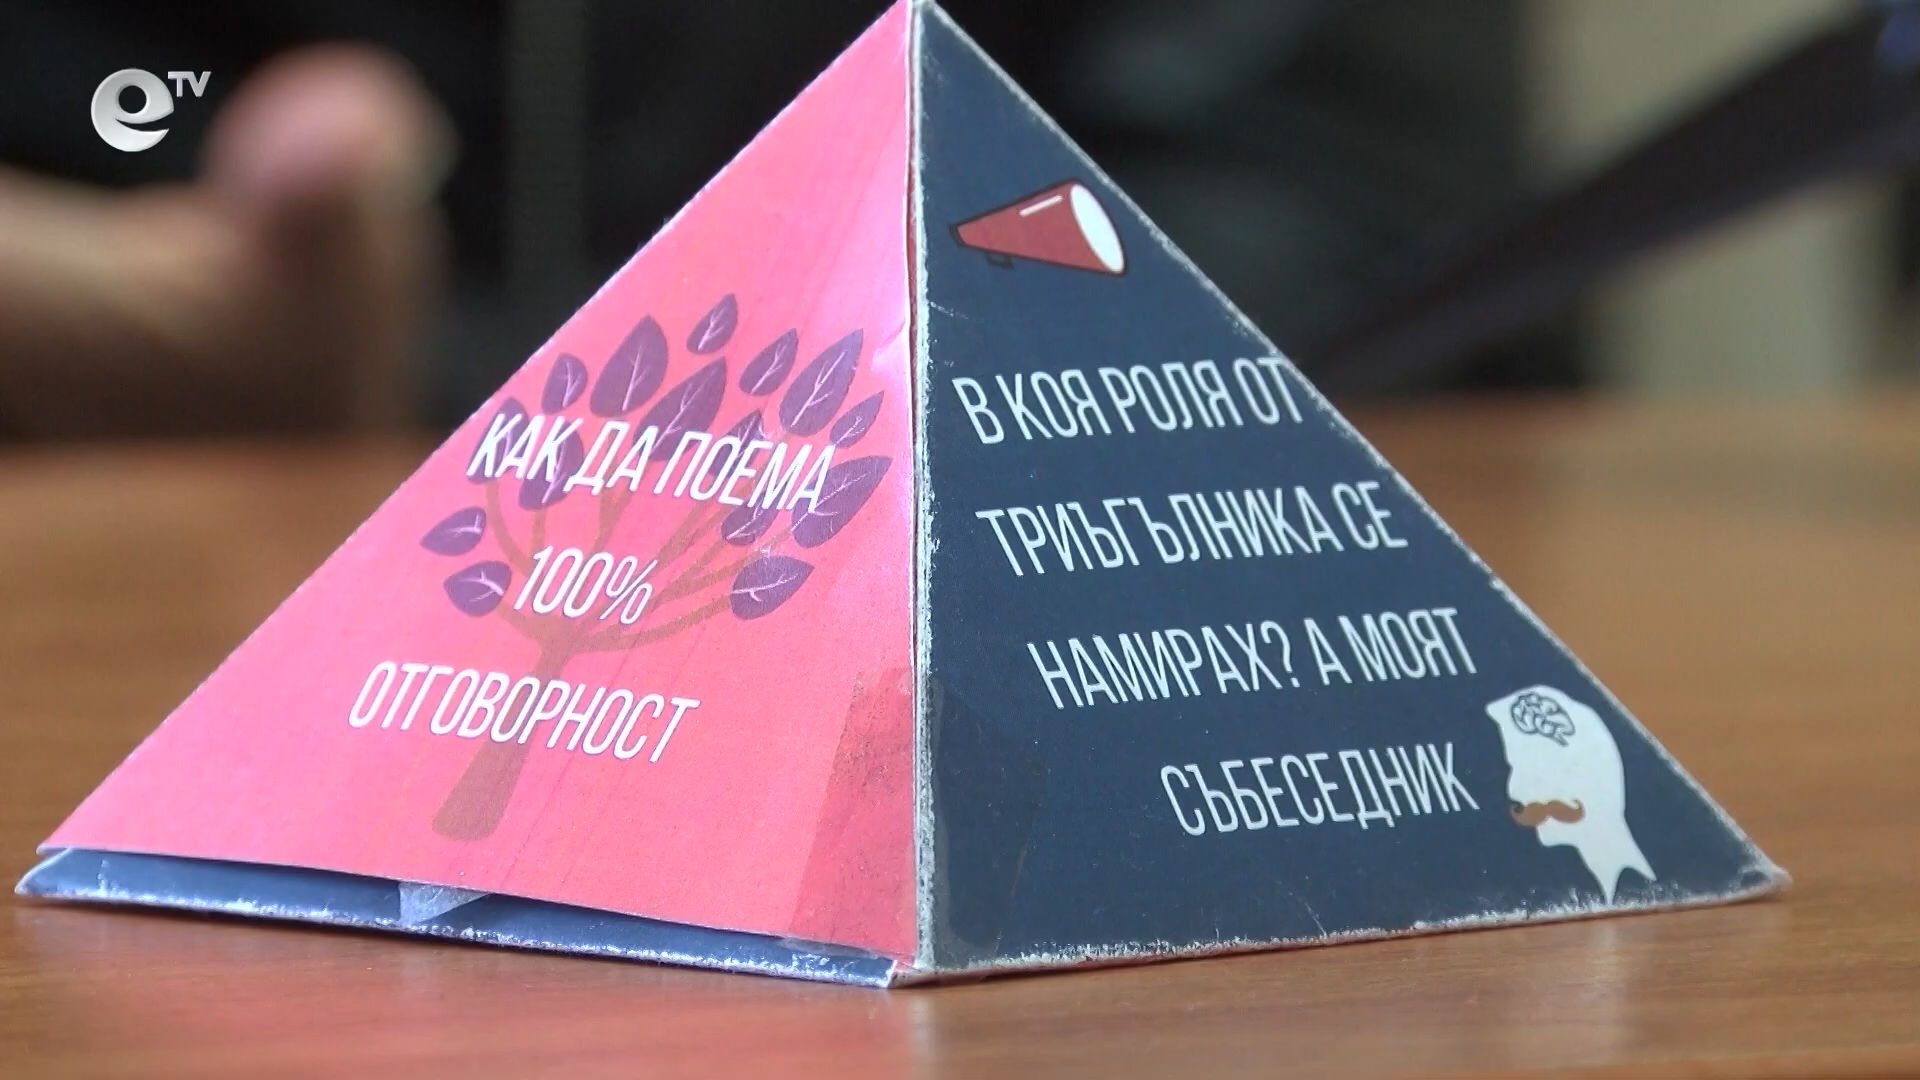 eTV
КАК ДА ПОЕМА
100%
ОТГОВОРНОСТ
В КОЯ РОЛЯ ОТ
ТРИЪГЪЛНИКА СЕ
НАМИРАХ? А МОЯТ
СЪБЕСЕДНИК